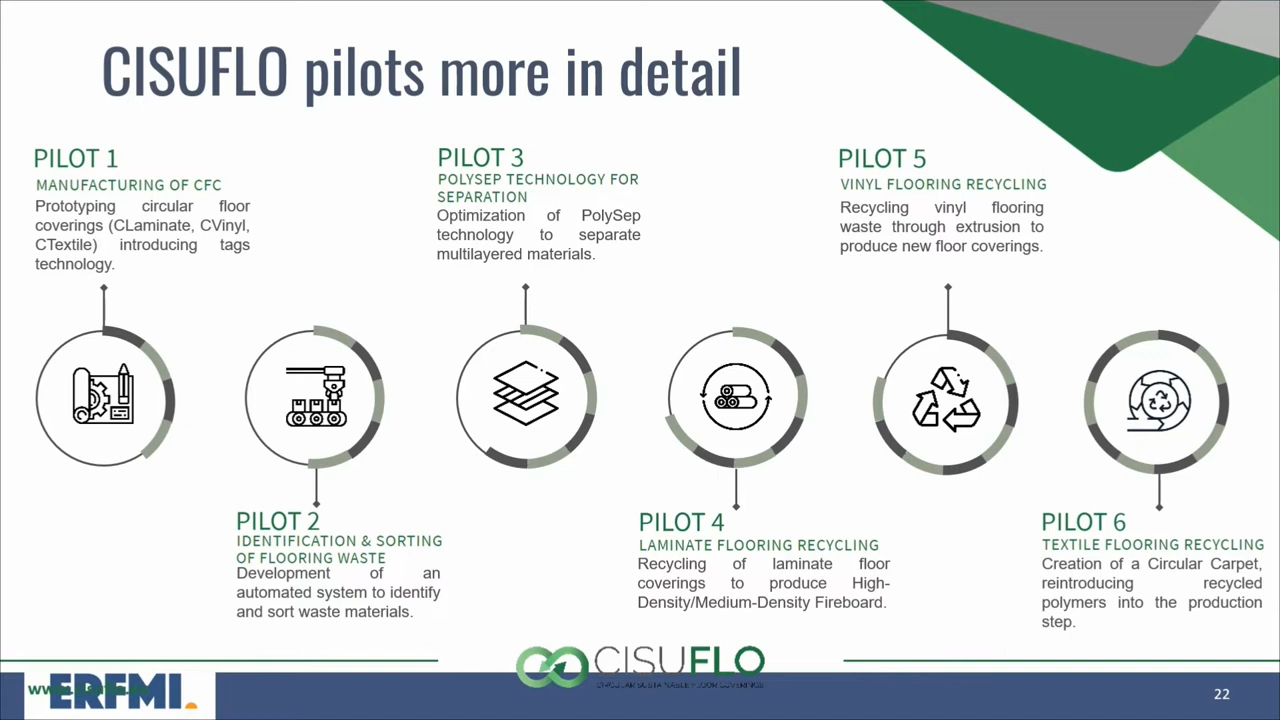 CISUFLO pilots more in detail
PILOT 1
MANUFACTURING OF CFC
Prototyping circular floor
coverings (CLaminate, CVinyl,
CTextile) introducing tags
technology.
PILOT 3
POLYSEP TECHNOLOGY FOR
SEPARATION
Optimization of PolySep
technology to separate
multilayered materials.
PILOT 5
VINYL FLOORING RECYCLING
Recycling vinyl flooring
waste through extrusion to
produce new floor coverings.
PILOT 2
IDENTIFICATION & SORTING
OF FLOORING WASTE
Development of an
automated system to identify
and sort waste materials.
PILOT 4
LAMINATE FLOORING RECYCLING
Recycling of laminate floor
coverings to produce High-
Density/Medium-Density Fireboard.
PILOT 6
TEXTILE FLOORING RECYCLING
Creation of a Circular Carpet,
reintroducing recycled
polymers into the production
step.
CISUFLO
CIRCULAR SUSTAINABLE FLOOR COVERINGS
ERFMI.
22